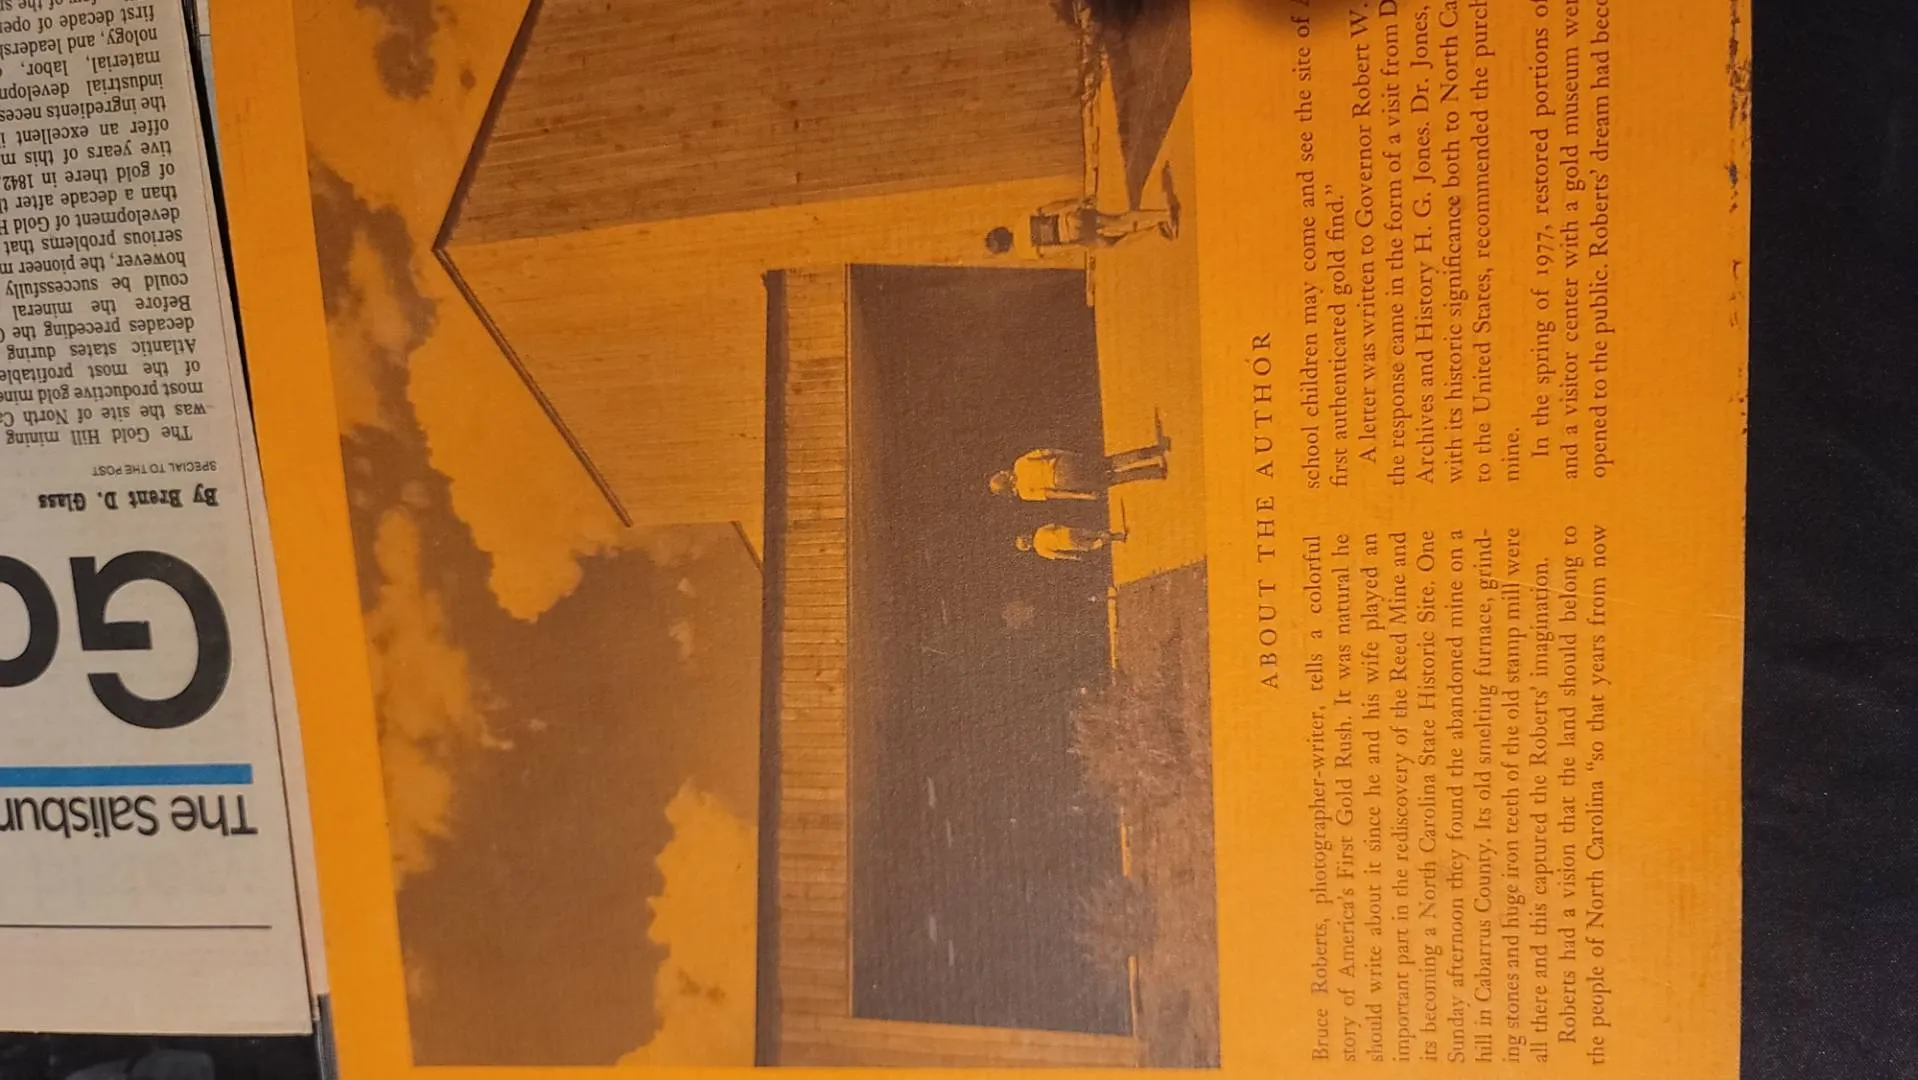 ABOUT THE AUTHOR
Bruce Roberts, photographer-writer, tells a colorful
story of America's First Gold Rush. It was natural he
should write about it since he and his wife played an
important part in the rediscovery of the Reed Mine and
its becoming a North Carolina State Historic Site. One
Sunday afternoon they found the abandoned mine on a
hill in Cabarrus County. Its old smelting furnace, grind-
ing stones and huge iron teeth of the old stamp mill were
all there and this captured the Roberts' imagination.
Roberts had a vision that the land should belong to
the people of North Carolina "so that years from now
school children may come and see the site of
first authenticated gold find."
A letter was written to Governor Robert W.
the response came in the form of a visit from D
Archives and History H. G. Jones. Dr. Jones,
with its historic significance both to North Ca
to the United States, recommended the purch
mine.
In the spring of 1977, restored portions of
and a visitor center with a gold museum wer
opened to the public. Roberts' dream had beco
The Salisbur
Go
By Brent D. Glass
SPECIAL TO THE POST
The Gold Hill mining
was the site of North Ca
most productive gold mine
of the most profitable
Atlantic states during
decades preceding the
Before the mineral
could be successfully
however, the pioneer m
serious problems that
development of Gold H
than a decade after th
of gold there in 1842.
tive years of this m
offer an excellent
the ingredients neces
industrial developm
material, labor,
nology, and leadersh
first decade of oper